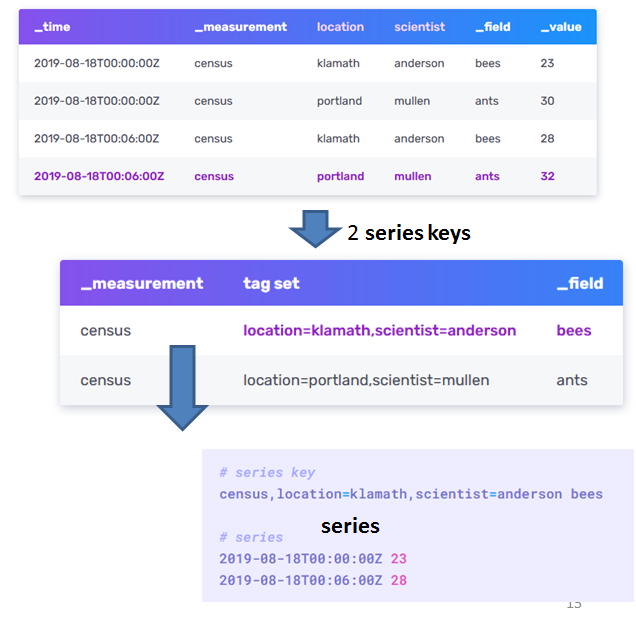 _time _measurement location scientist _field _value
2019-08-18T00:00:00Z census klamath anderson bees 23
2019-08-18T00:00:00Z census portland mullen ants 30
2019-08-18T00:06:00Z census klamath anderson bees 28
2019-08-18T00:06:00Z census portland mullen ants 32
2 series keys
_measurement tag set _field
census location=klamath,scientist=anderson bees
census location=portland,scientist=mullen ants
# series key
census,location=klamath,scientist=anderson bees
series
# series
2019-08-18T00:00:00Z 23
2019-08-18T00:06:00Z 28